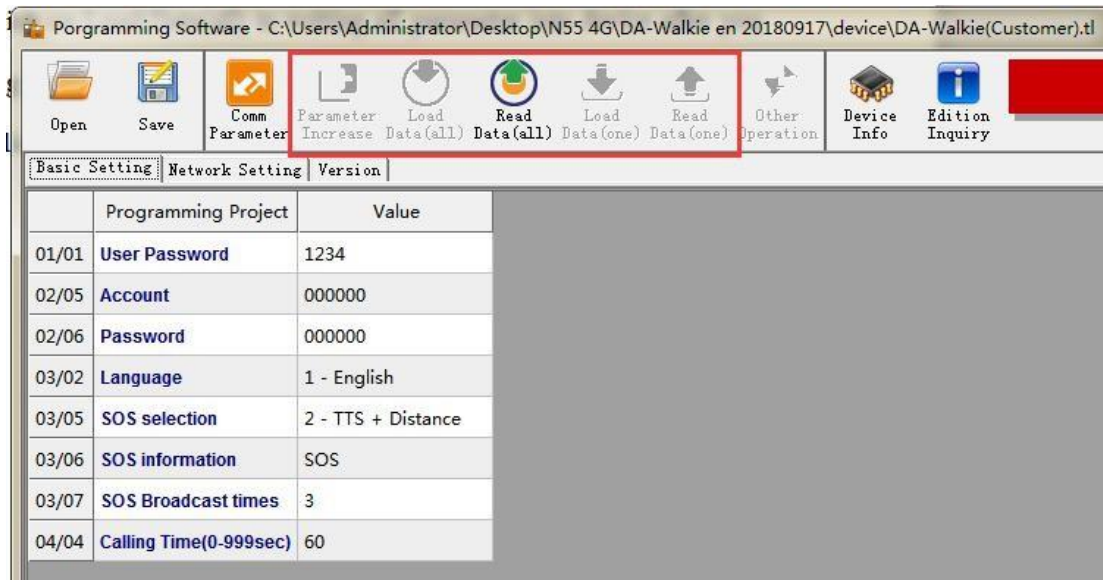 Porgramming Software - C:\Users\Administrator\Desktop\N55 4G\DA-Walkie en 20180917\device\DA-Walkie(Customer).tl
Open
Save
Comm Parameter
Parameter Increase
Load Data(all)
Read Data(all)
Load Data(one)
Read Data(one)
Other Operation
Device Info
Edition Inquiry
Basic Setting Network Setting Version
Programming Project Value
01/01 User Password 1234
02/05 Account 000000
02/06 Password 000000
03/02 Language 1 - English
03/05 SOS selection 2 - TTS + Distance
03/06 SOS information SOS
03/07 SOS Broadcast times 3
04/04 Calling Time(0-999sec) 60